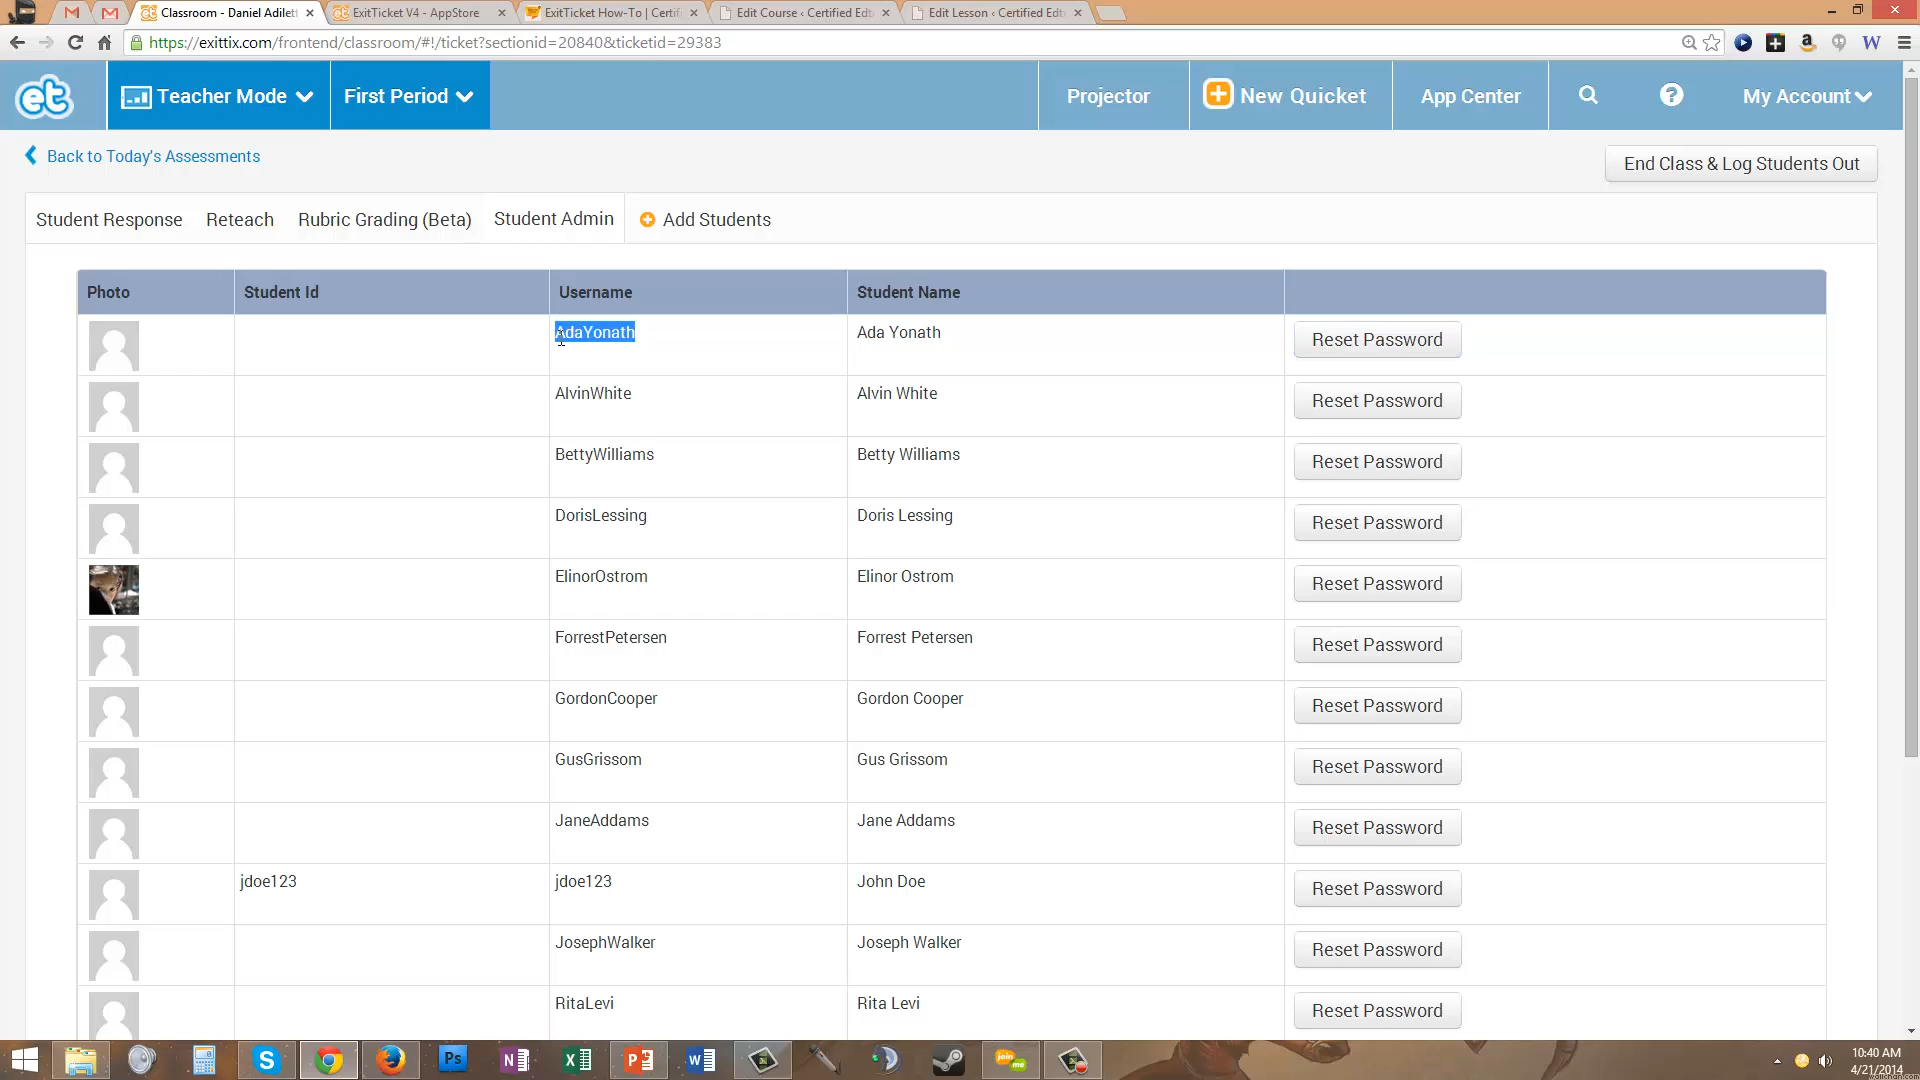 Classroom - Daniel Adilett
ExitTicket V4 - AppStore
ExitTicket How-To | Certifi
Edit Course ‹ Certified Edt
Edit Lesson ‹ Certified Edt
https://exittix.com/frontend/classroom/#!/ticket?sectionid=20840&ticketid=29383
et
Teacher Mode
First Period
Projector
New Quicket
App Center
My Account
Back to Today's Assessments
End Class & Log Students Out
Student Response
Reteach
Rubric Grading (Beta)
Student Admin
Add Students
Photo Student Id Username Student Name
AdaYonath Ada Yonath Reset Password
AlvinWhite Alvin White Reset Password
BettyWilliams Betty Williams Reset Password
DorisLessing Doris Lessing Reset Password
ElinorOstrom Elinor Ostrom Reset Password
ForrestPetersen Forrest Petersen Reset Password
GordonCooper Gordon Cooper Reset Password
GusGrissom Gus Grissom Reset Password
JaneAddams Jane Addams Reset Password
jdoe123 jdoe123 John Doe Reset Password
JosephWalker Joseph Walker Reset Password
RitaLevi Rita Levi Reset Password
Ps
join me
10:40 AM
4/21/2014